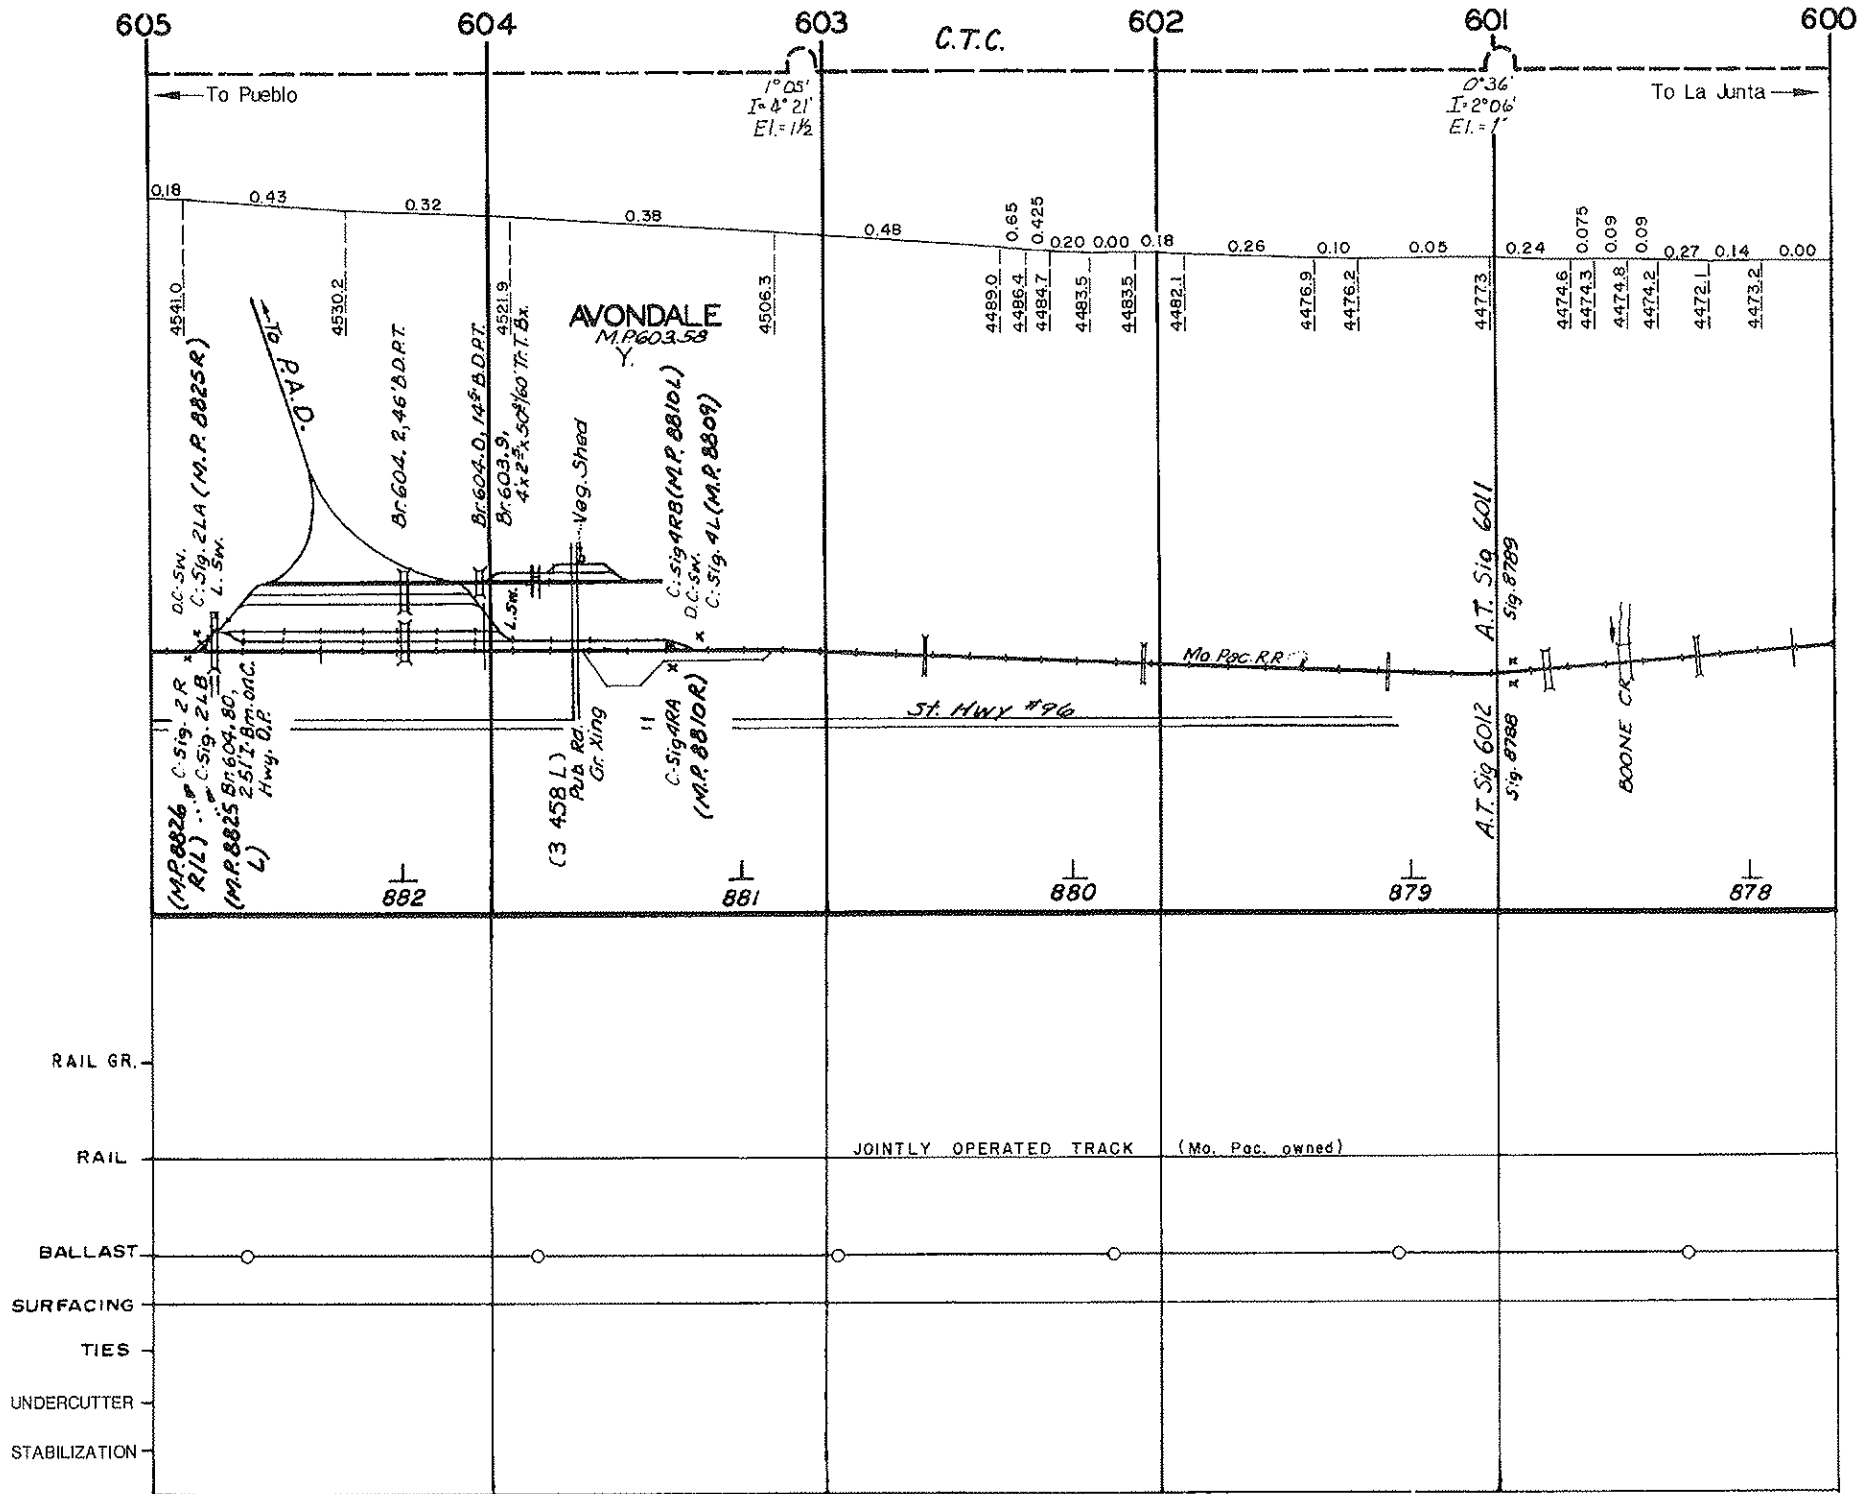 605 604 603 602 601 600
C.T.C.
To Pueblo
1° 05'
I= 4° 21'
El.= 1½
0°36'
I=2°06'
El.= 1"
To La Junta
0.18 0.43 0.32 0.38 0.48 0.65 0.425 0.20 0.00 0.18 0.26 0.10 0.05 0.24 0.075 0.09 0.09 0.27 0.14 0.00
4541.0 4530.2 4521.9 4506.3 4489.0 4486.4 4484.7 4483.5 4483.5 4482.1 4476.9 4476.2 4477.3 4474.6 4474.3 4474.8 4474.2 4472.1 4473.2
AVONDALE
M.P.603.58
Y.
To P.A.D.
D.C.-Sw.
C.-Sig. 2LA (M.P. 8825R)
L. Sw.
Br. 604.2, 46' B.D.P.T.
Br. 604.0, 14⁵' B.D.P.T.
Br. 603.9,
L. Sw.
Veg. Shed
C.-Sig 4RB (M.P. 8810L)
D.C.-Sw.
C.-Sig. 4L (M.P. 8809)
A.T. Sig 6011
Sig. 8789
Mo. Pac. R.R.
St. HWY #96
(M.P. 8826 R/L)
C-Sig. 2 R
C-Sig. 2LB
(M.P. 8825 L)
Br. 604.80,
Hwy. O.P.
(3 458 L)
Pub. Rd.
Gr. Xing
C-Sig 4RA
(M.P. 8810R)
A.T. Sig 6012
Sig. 8788
BOONE CR.
882 881 880 879 878
RAIL GR.
RAIL
JOINTLY OPERATED TRACK (Mo. Pac. owned)
BALLAST
SURFACING
TIES
UNDERCUTTER
STABILIZATION